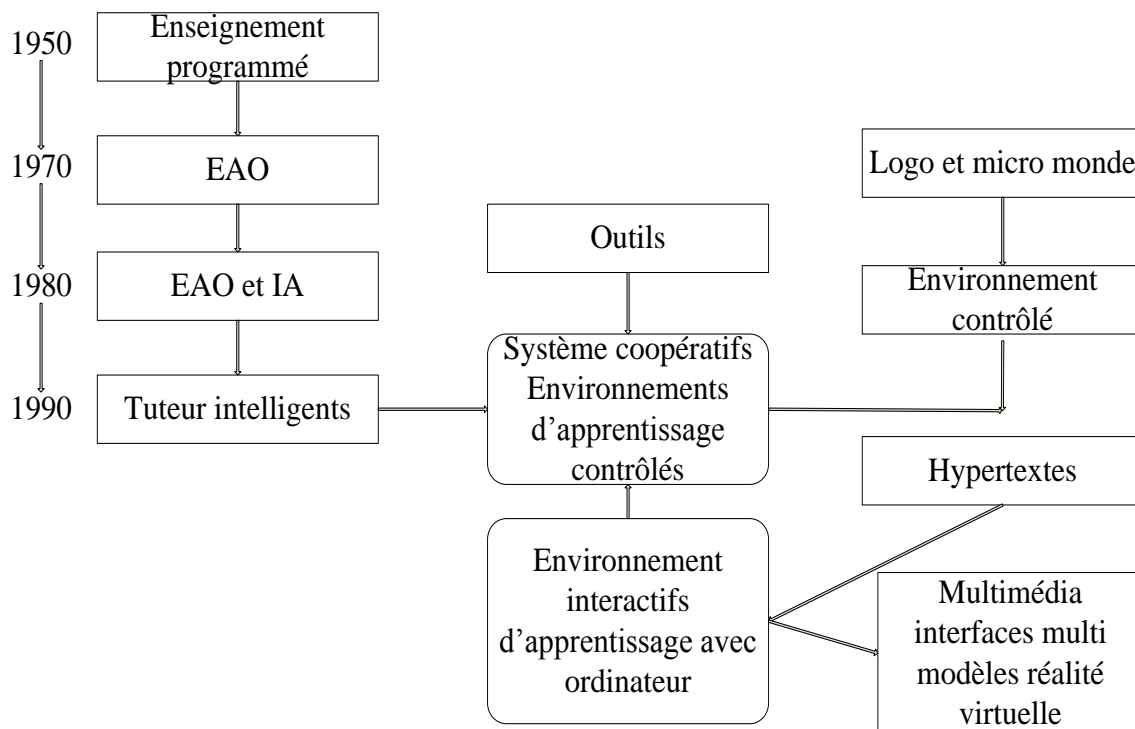 1950
Enseignement
programmé
1970
EAO
Logo et micro monde
Outils
1980
EAO et IA
Environnement
contrôlé
1990
Tuteur intelligents
Système coopératifs
Environnements
d’apprentissage
contrôlés
Hypertextes
Environnement
interactifs
d’apprentissage avec
ordinateur
Multimédia
interfaces multi
modèles réalité
virtuelle